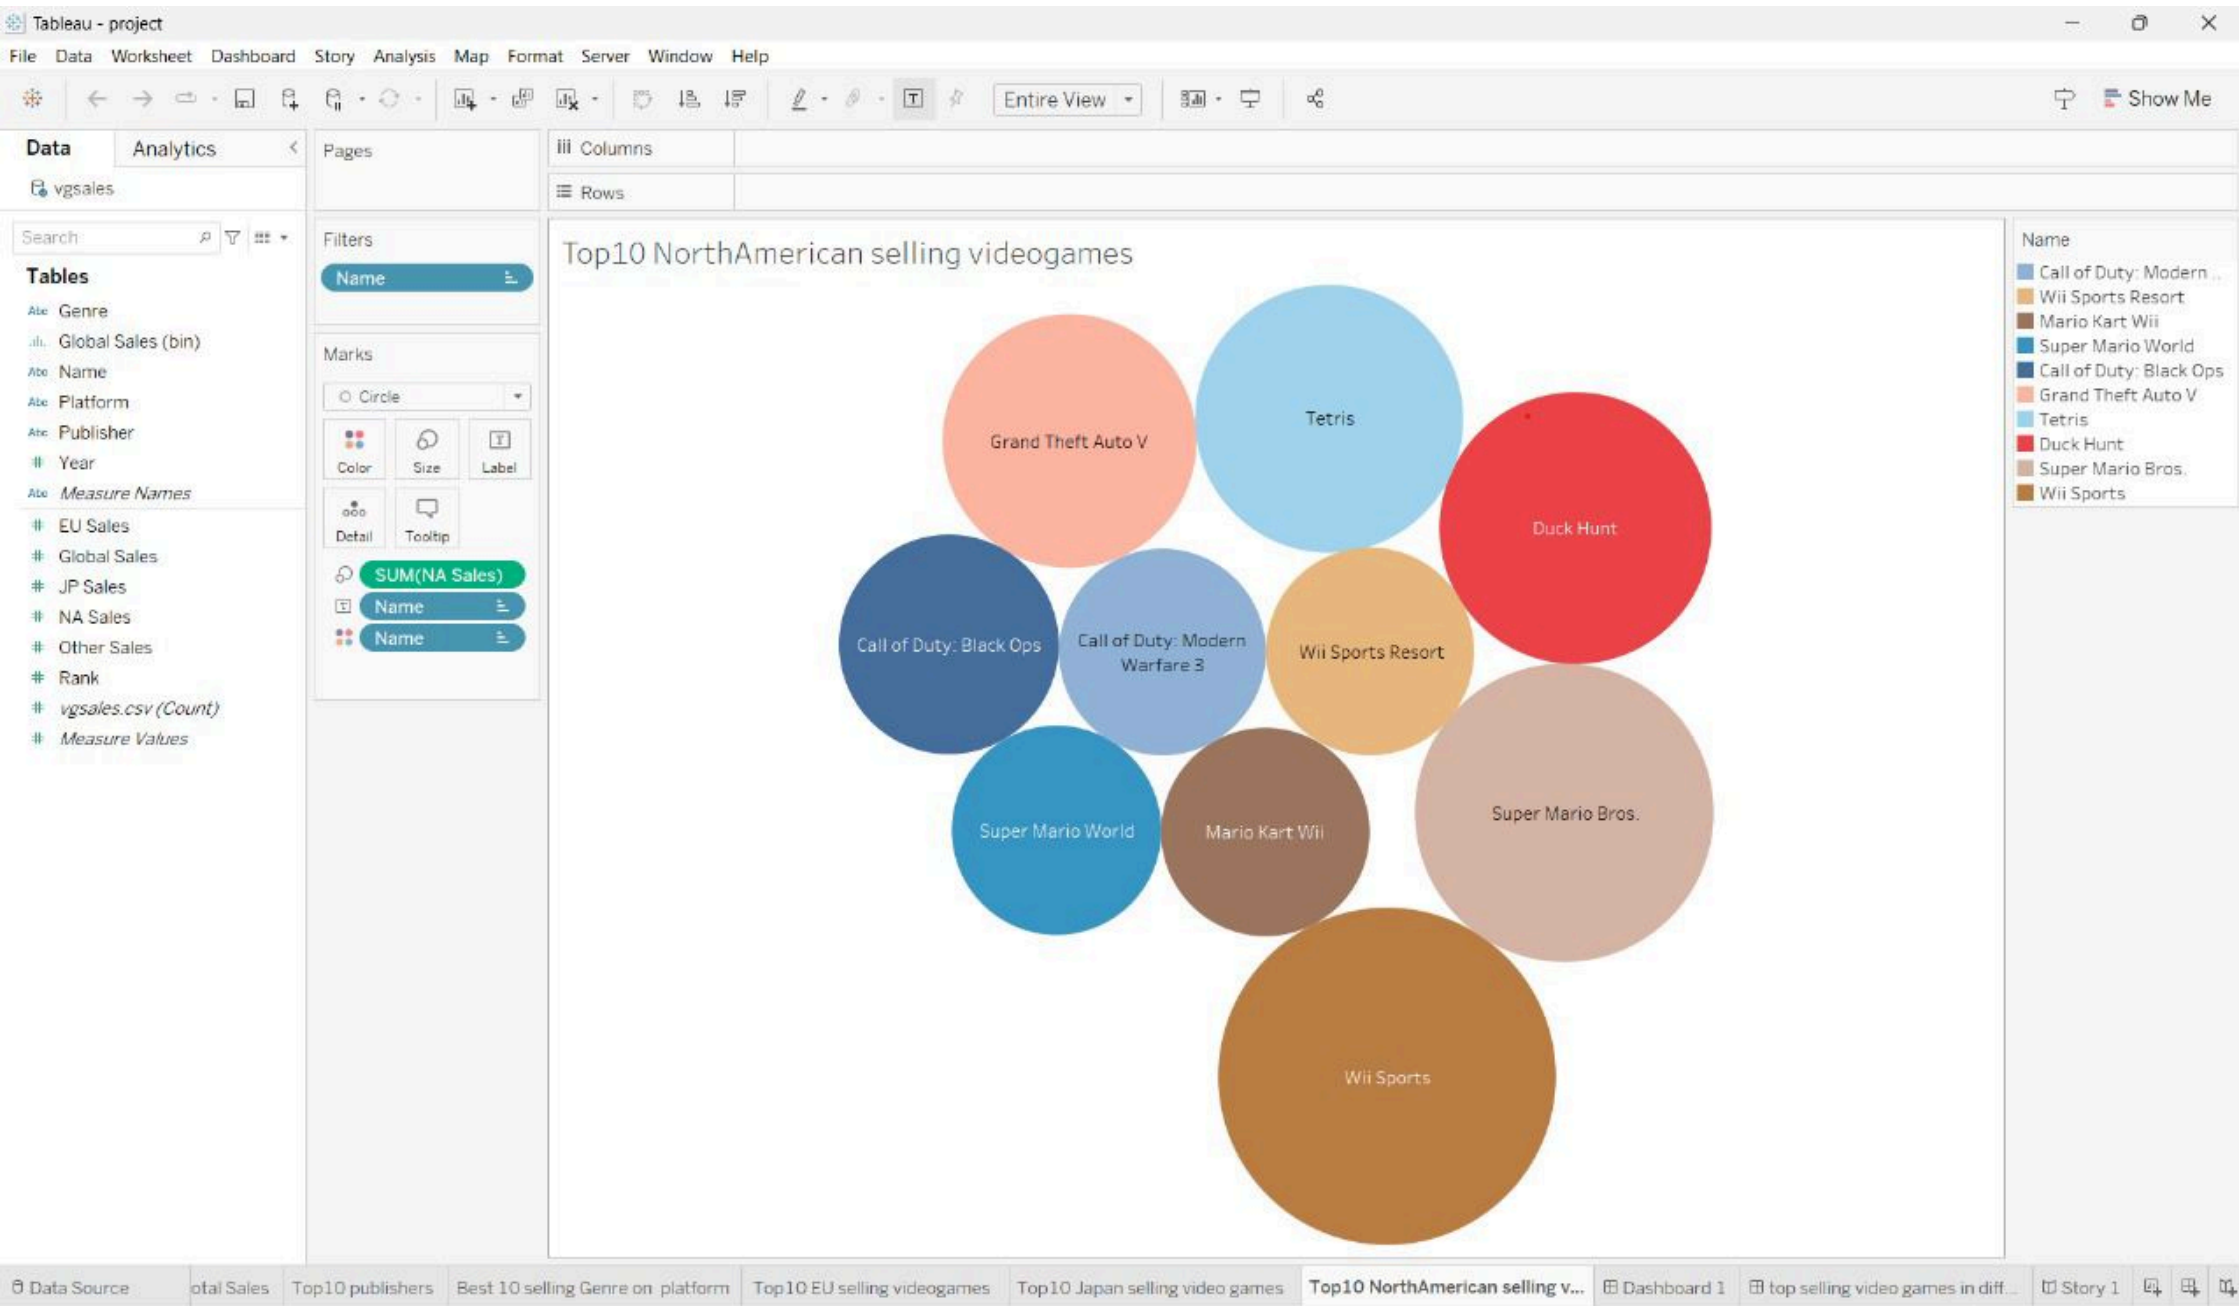 Tableau - project
File Data Worksheet Dashboard Story Analysis Map Format Server Window Help
Entire View
Show Me
Data Analytics
vgsales
Search
Tables
Abc Genre
Global Sales (bin)
Abc Name
Abc Platform
Abc Publisher
# Year
Abc Measure Names
# EU Sales
# Global Sales
# JP Sales
# NA Sales
# Other Sales
# Rank
# vgsales.csv (Count)
# Measure Values
Pages
Filters
Name
Marks
Circle
Color Size Label
Detail Tooltip
SUM(NA Sales)
Name
Name
iii Columns
Rows
Top10 NorthAmerican selling videogames
Tetris
Grand Theft Auto V
Duck Hunt
Call of Duty: Black Ops
Call of Duty: Modern
Warfare 3
Wii Sports Resort
Super Mario Bros.
Super Mario World
Mario Kart Wii
Wii Sports
Name
Call of Duty: Modern ..
Wii Sports Resort
Mario Kart Wii
Super Mario World
Call of Duty: Black Ops
Grand Theft Auto V
Tetris
Duck Hunt
Super Mario Bros.
Wii Sports
Data Source otal Sales Top10 publishers Best 10 selling Genre on platform Top10 EU selling videogames Top10 Japan selling video games Top10 NorthAmerican selling v... Dashboard 1 top selling video games in diff... Story 1